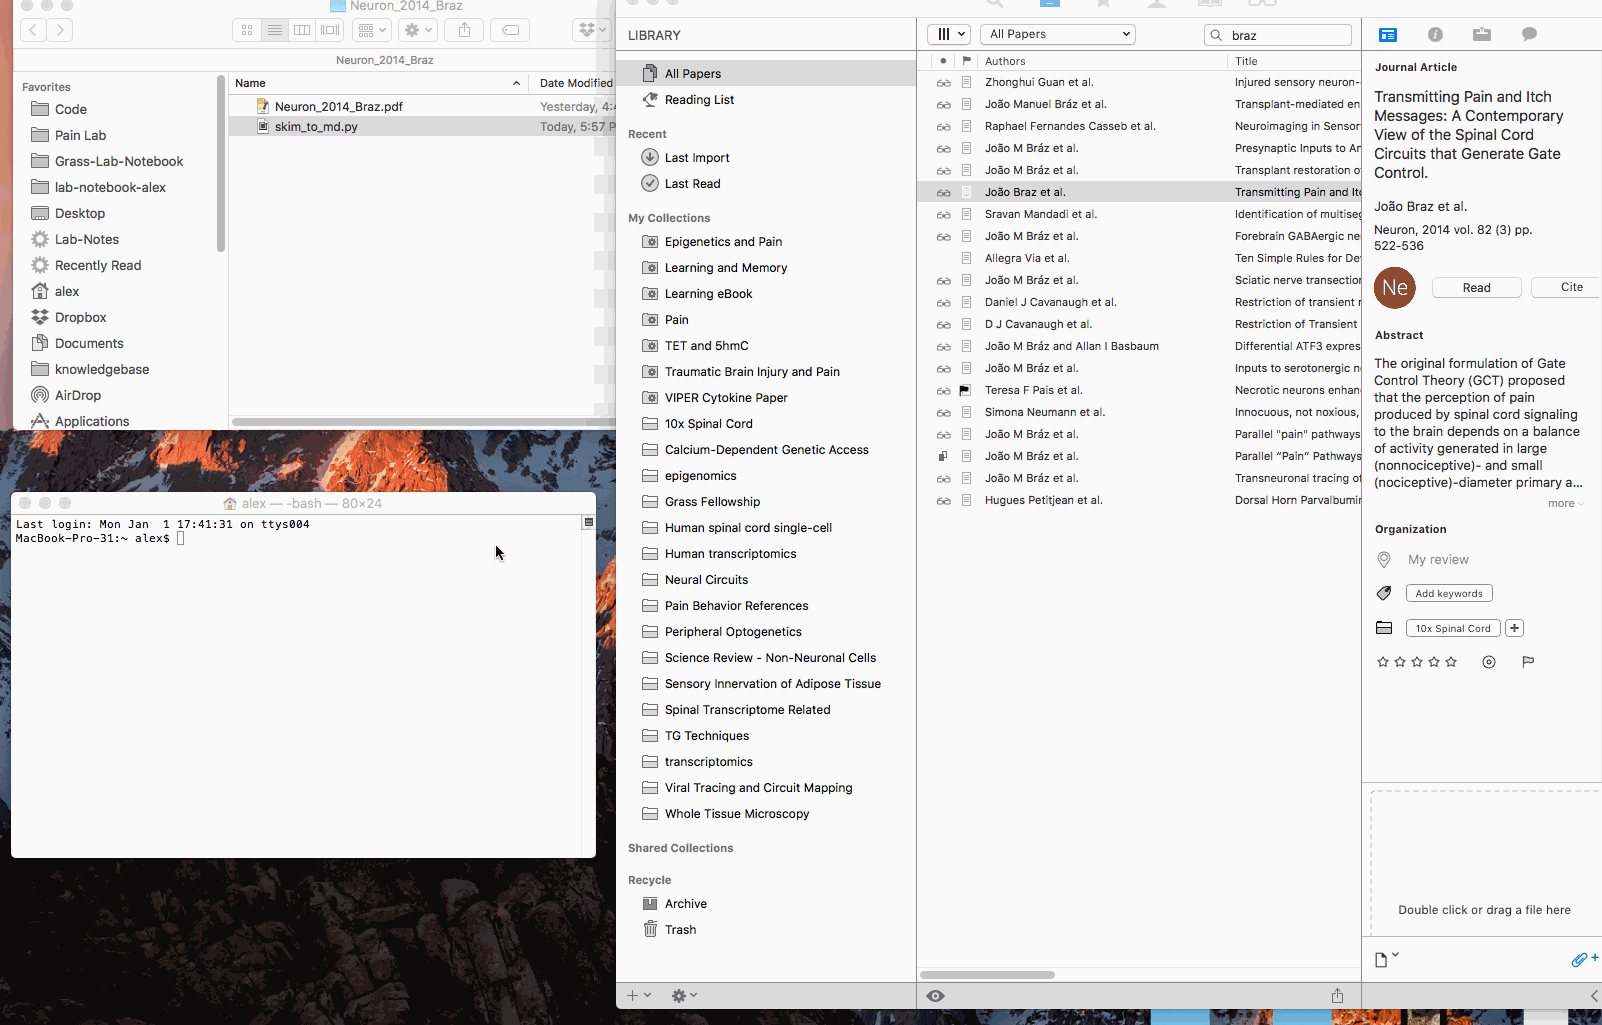 Neuron_2014_Braz
Neuron_2014_Braz
Favorites
Code
Pain Lab
Grass-Lab-Notebook
lab-notebook-alex
Desktop
Lab-Notes
Recently Read
alex
Dropbox
Documents
knowledgebase
AirDrop
Applications
Name
Date Modified
Neuron_2014_Braz.pdf
Yesterday, 4:4
skim_to_md.py
Today, 5:57 P
alex — -bash — 80×24
Last login: Mon Jan  1 17:41:31 on ttys004
MacBook-Pro-31:~ alex$
LIBRARY
All Papers
Reading List
Recent
Last Import
Last Read
My Collections
Epigenetics and Pain
Learning and Memory
Learning eBook
Pain
TET and 5hmC
Traumatic Brain Injury and Pain
VIPER Cytokine Paper
10x Spinal Cord
Calcium-Dependent Genetic Access
epigenomics
Grass Fellowship
Human spinal cord single-cell
Human transcriptomics
Neural Circuits
Pain Behavior References
Peripheral Optogenetics
Science Review - Non-Neuronal Cells
Sensory Innervation of Adipose Tissue
Spinal Transcriptome Related
TG Techniques
transcriptomics
Viral Tracing and Circuit Mapping
Whole Tissue Microscopy
Shared Collections
Recycle
Archive
Trash
All Papers
braz
Authors Title
Zhonghui Guan et al. Injured sensory neuron-
João Manuel Bráz et al. Transplant-mediated en
Raphael Fernandes Casseb et al. Neuroimaging in Sensor
João M Bráz et al. Presynaptic Inputs to An
João M Bráz et al. Transplant restoration o
João Braz et al. Transmitting Pain and Itc
Sravan Mandadi et al. Identification of multiseg
João M Bráz et al. Forebrain GABAergic ne
Allegra Via et al. Ten Simple Rules for De
João M Bráz et al. Sciatic nerve transection
Daniel J Cavanaugh et al. Restriction of transient r
D J Cavanaugh et al. Restriction of Transient
João M Bráz and Allan I Basbaum Differential ATF3 expres
João M Bráz et al. Inputs to serotonergic n
Teresa F Pais et al. Necrotic neurons enhan
Simona Neumann et al. Innocuous, not noxious,
João M Bráz et al. Parallel "pain" pathways
João M Bráz et al. Parallel “Pain” Pathways
João M Bráz et al. Transneuronal tracing o
Hugues Petitjean et al. Dorsal Horn Parvalbumin
Journal Article
Transmitting Pain and Itch
Messages: A Contemporary
View of the Spinal Cord
Circuits that Generate Gate
Control.
João Braz et al.
Neuron, 2014 vol. 82 (3) pp.
522-536
Ne
Read
Cite
Abstract
The original formulation of Gate
Control Theory (GCT) proposed
that the perception of pain
produced by spinal cord signaling
to the brain depends on a balance
of activity generated in large
(nonnociceptive)- and small
(nociceptive)-diameter primary a...
more
Organization
My review
Add keywords
10x Spinal Cord
Double click or drag a file here